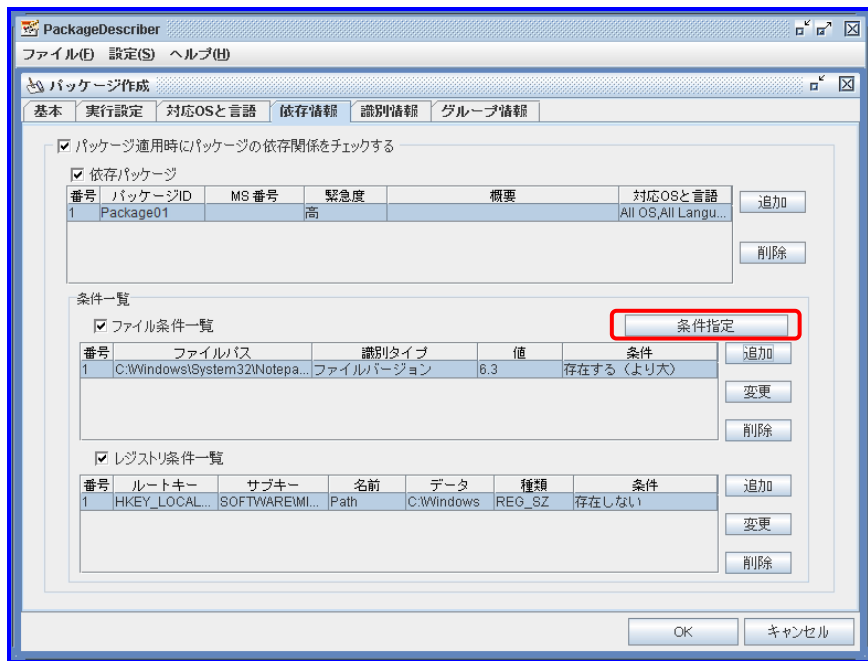 PackageDescriber
ファイル(F) 設定(S) ヘルプ(H)
パッケージ作成
基本 実行設定 対応OSと言語 依存情報 識別情報 グループ情報
パッケージ適用時にパッケージの依存関係をチェックする
依存パッケージ
番号 パッケージID MS 番号 緊急度 概要 対応OSと言語 追加
1 Package01 高 All OS,All Langu...
削除
条件一覧
ファイル条件一覧 条件指定
番号 ファイルパス 識別タイプ 値 条件 追加
1 C:\Windows\System32\Notepa... ファイルバージョン 6.3 存在する（より大）
変更
削除
レジストリ条件一覧
番号 ルートキー サブキー 名前 データ 種類 条件 追加
1 HKEY_LOCAL... SOFTWARE\MI... Path C:\Windows REG_SZ 存在しない
変更
削除
OK キャンセル